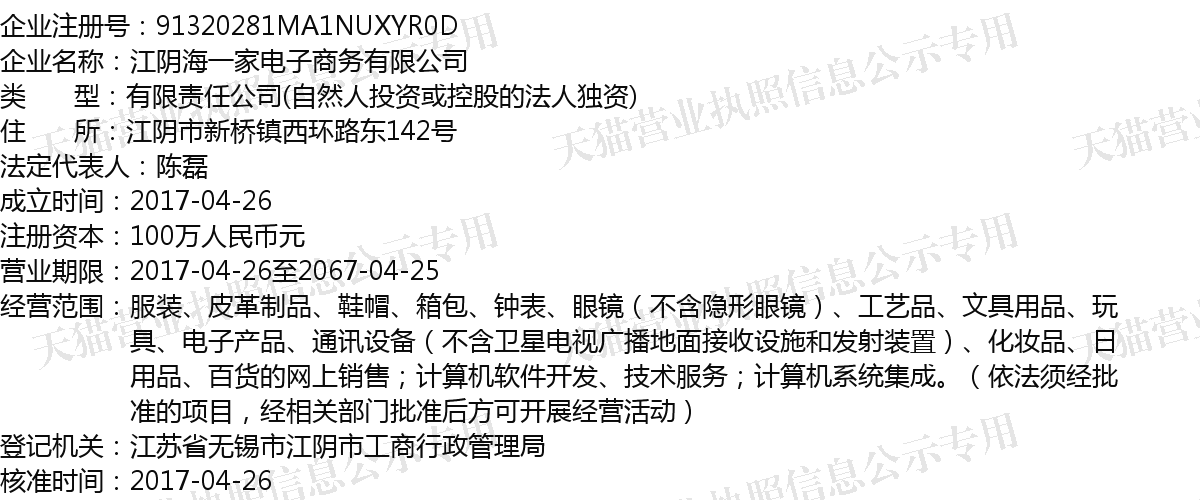 企业注册号：91320281MA1NUXYR0D
企业名称：江阴海一家电子商务有限公司
类　　型：有限责任公司(自然人投资或控股的法人独资)
住　　所：江阴市新桥镇西环路东142号
法定代表人：陈磊
成立时间：2017-04-26
注册资本：100万人民币元
营业期限：2017-04-26至2067-04-25
经营范围：服装、皮革制品、鞋帽、箱包、钟表、眼镜（不含隐形眼镜）、工艺品、文具用品、玩
具、电子产品、通讯设备（不含卫星电视广播地面接收设施和发射装置）、化妆品、日
用品、百货的网上销售；计算机软件开发、技术服务；计算机系统集成。（依法须经批
准的项目，经相关部门批准后方可开展经营活动）
登记机关：江苏省无锡市江阴市工商行政管理局
核准时间：2017-04-26
天猫营业执照信息公示专用
天猫营业执照信息公示专用
天猫营业
天猫营业执照信息公示专用
天猫营业执照信息公示专用
天猫营业